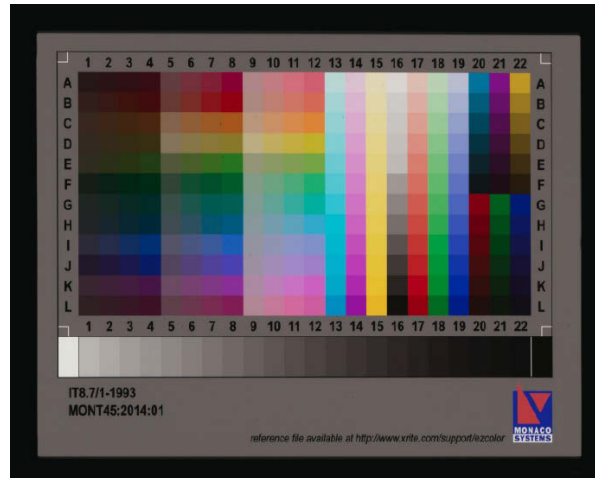 1 2 3 4 5 6 7 8 9 10 11 12 13 14 15 16 17 18 19 20 21 22
A A
B B
C C
D D
E E
F F
G G
H H
I I
J J
K K
L L
1 2 3 4 5 6 7 8 9 10 11 12 13 14 15 16 17 18 19 20 21 22
IT8.7/1-1993
MONT45:2014:01
reference file available at http://www.xrite.com/support/ezcolor
MONACO
SYSTEMS